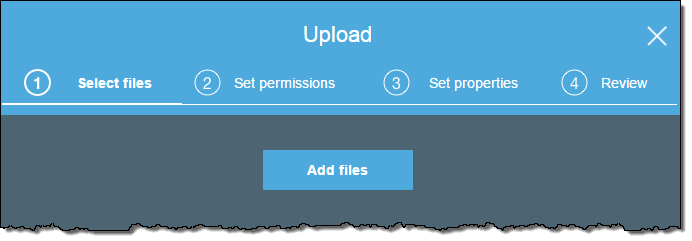 Upload
1 Select files 2 Set permissions 3 Set properties 4 Review
Add files